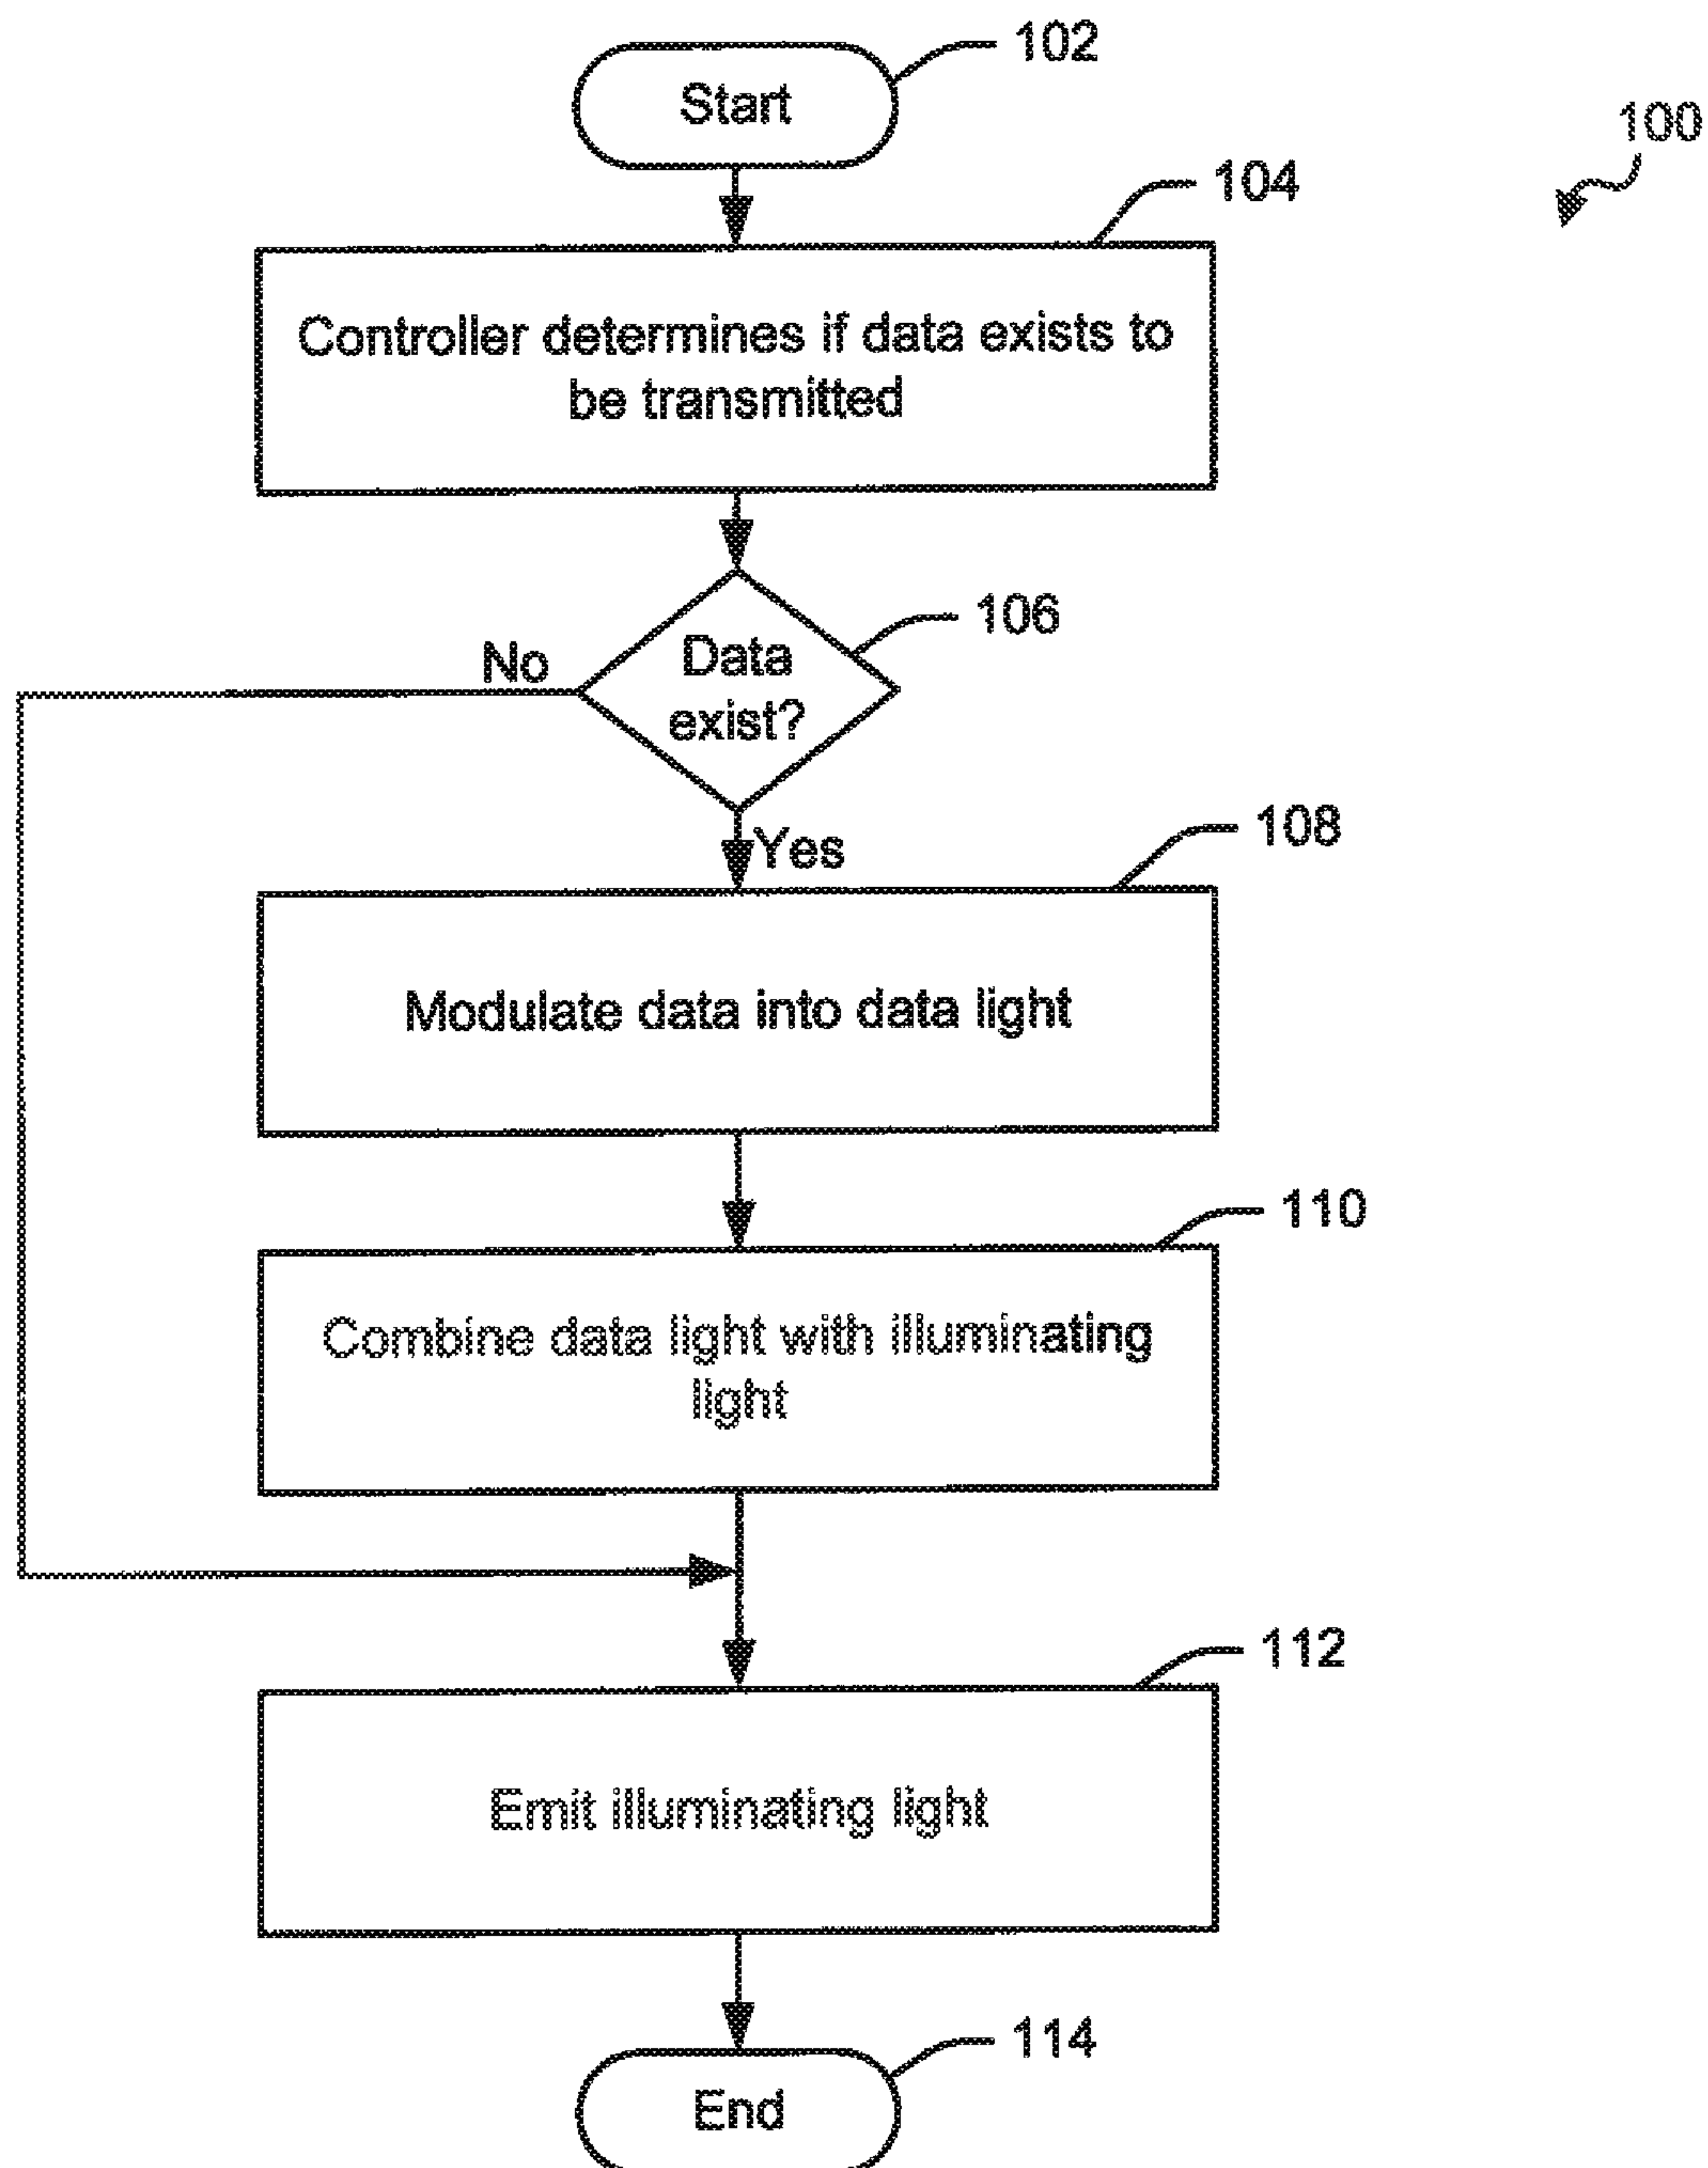 102
Start
100
104
Controller determines if data exists to
be transmitted
106
No
Data
exist?
Yes
108
Modulate data into data light
110
Combine data light with illuminating
light
112
Emit illuminating light
114
End